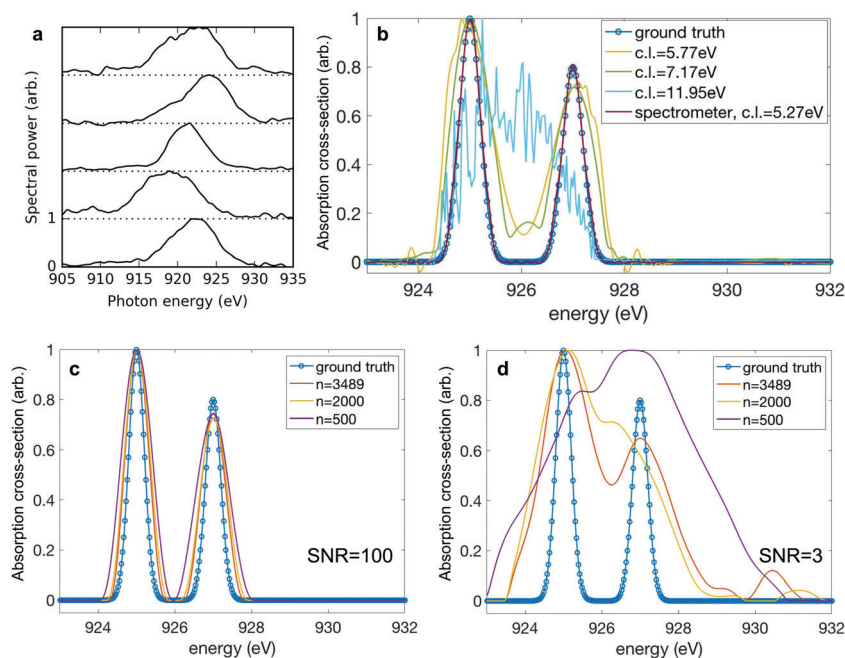 a
Spectral power (arb.)
1
0
905 910 915 920 925 930 935
Photon energy (eV)
b
Absorption cross-section (arb.)
1
0.8
0.6
0.4
0.2
0
924 926 928 930 932
energy (eV)
ground truth
c.l.=5.77eV
c.l.=7.17eV
c.l.=11.95eV
spectrometer, c.l.=5.27eV
c
Absorption cross-section (arb.)
1
0.8
0.6
0.4
0.2
0
924 926 928 930 932
energy (eV)
ground truth
n=3489
n=2000
n=500
SNR=100
d
Absorption cross-section (arb.)
1
0.8
0.6
0.4
0.2
0
924 926 928 930 932
energy (eV)
ground truth
n=3489
n=2000
n=500
SNR=3